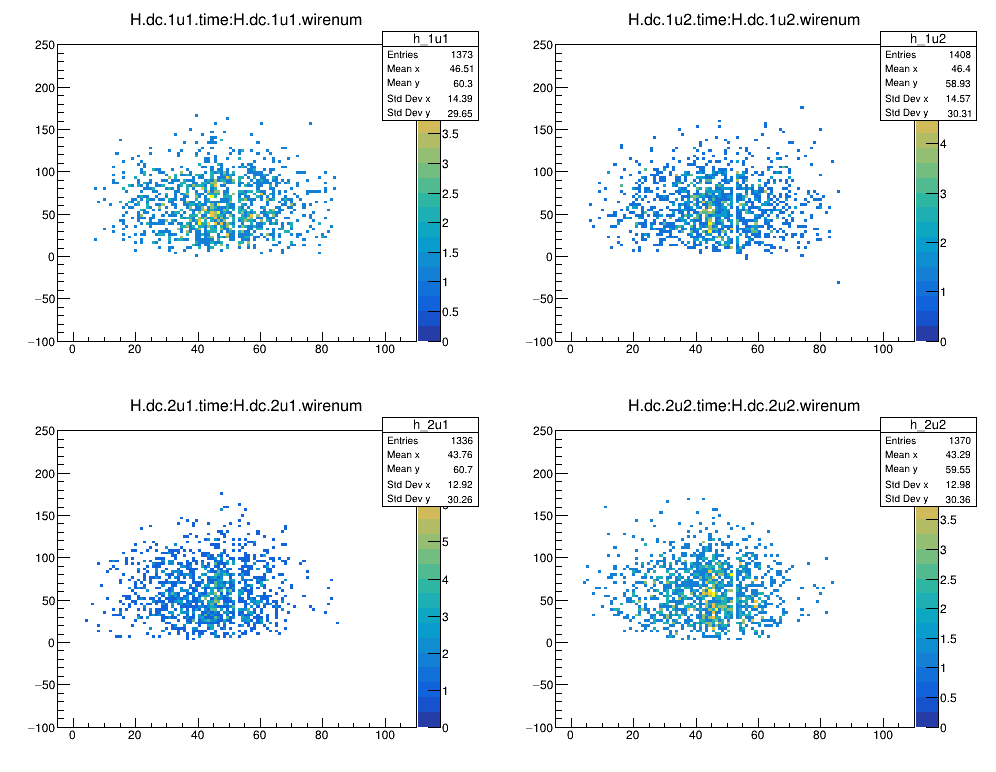 H.dc.1u1.time:H.dc.1u1.wirenum
h_1u1
Entries 1373
Mean x 46.51
Mean y 60.3
Std Dev x 14.39
Std Dev y 29.65
250
200
150
100
50
0
−50
−100
0 20 40 60 80 100
3.5
3
2.5
2
1.5
1
0.5
0
H.dc.1u2.time:H.dc.1u2.wirenum
h_1u2
Entries 1408
Mean x 46.4
Mean y 58.93
Std Dev x 14.57
Std Dev y 30.31
250
200
150
100
50
0
−50
−100
0 20 40 60 80 100
4
3
2
1
0
H.dc.2u1.time:H.dc.2u1.wirenum
h_2u1
Entries 1336
Mean x 43.76
Mean y 60.7
Std Dev x 12.92
Std Dev y 30.26
250
200
150
100
50
0
−50
−100
0 20 40 60 80 100
5
4
3
2
1
0
H.dc.2u2.time:H.dc.2u2.wirenum
h_2u2
Entries 1370
Mean x 43.29
Mean y 59.55
Std Dev x 12.98
Std Dev y 30.36
250
200
150
100
50
0
−50
−100
0 20 40 60 80 100
3.5
3
2.5
2
1.5
1
0.5
0